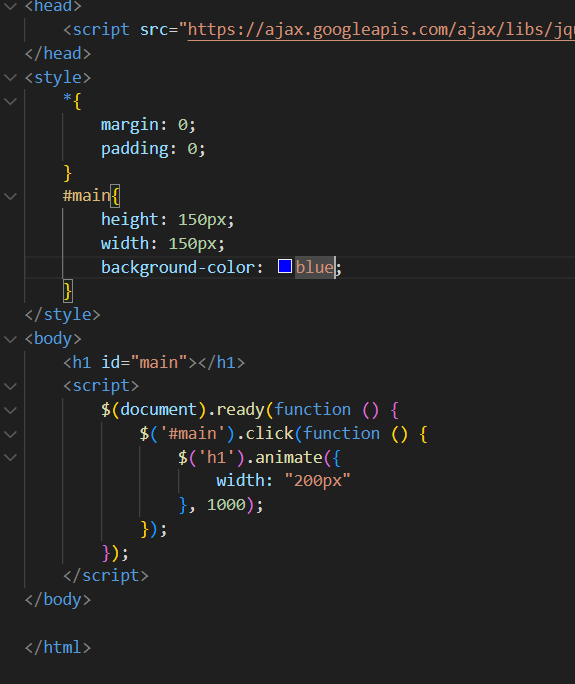 <head>
<script src="https://ajax.googleapis.com/ajax/libs/jq
</head>
<style>
*{
margin: 0;
padding: 0;
}
#main{
height: 150px;
width: 150px;
background-color: blue;
}
</style>
<body>
<h1 id="main"></h1>
<script>
$(document).ready(function () {
$('#main').click(function () {
$('h1').animate({
width: "200px"
}, 1000);
});
});
</script>
</body>
</html>